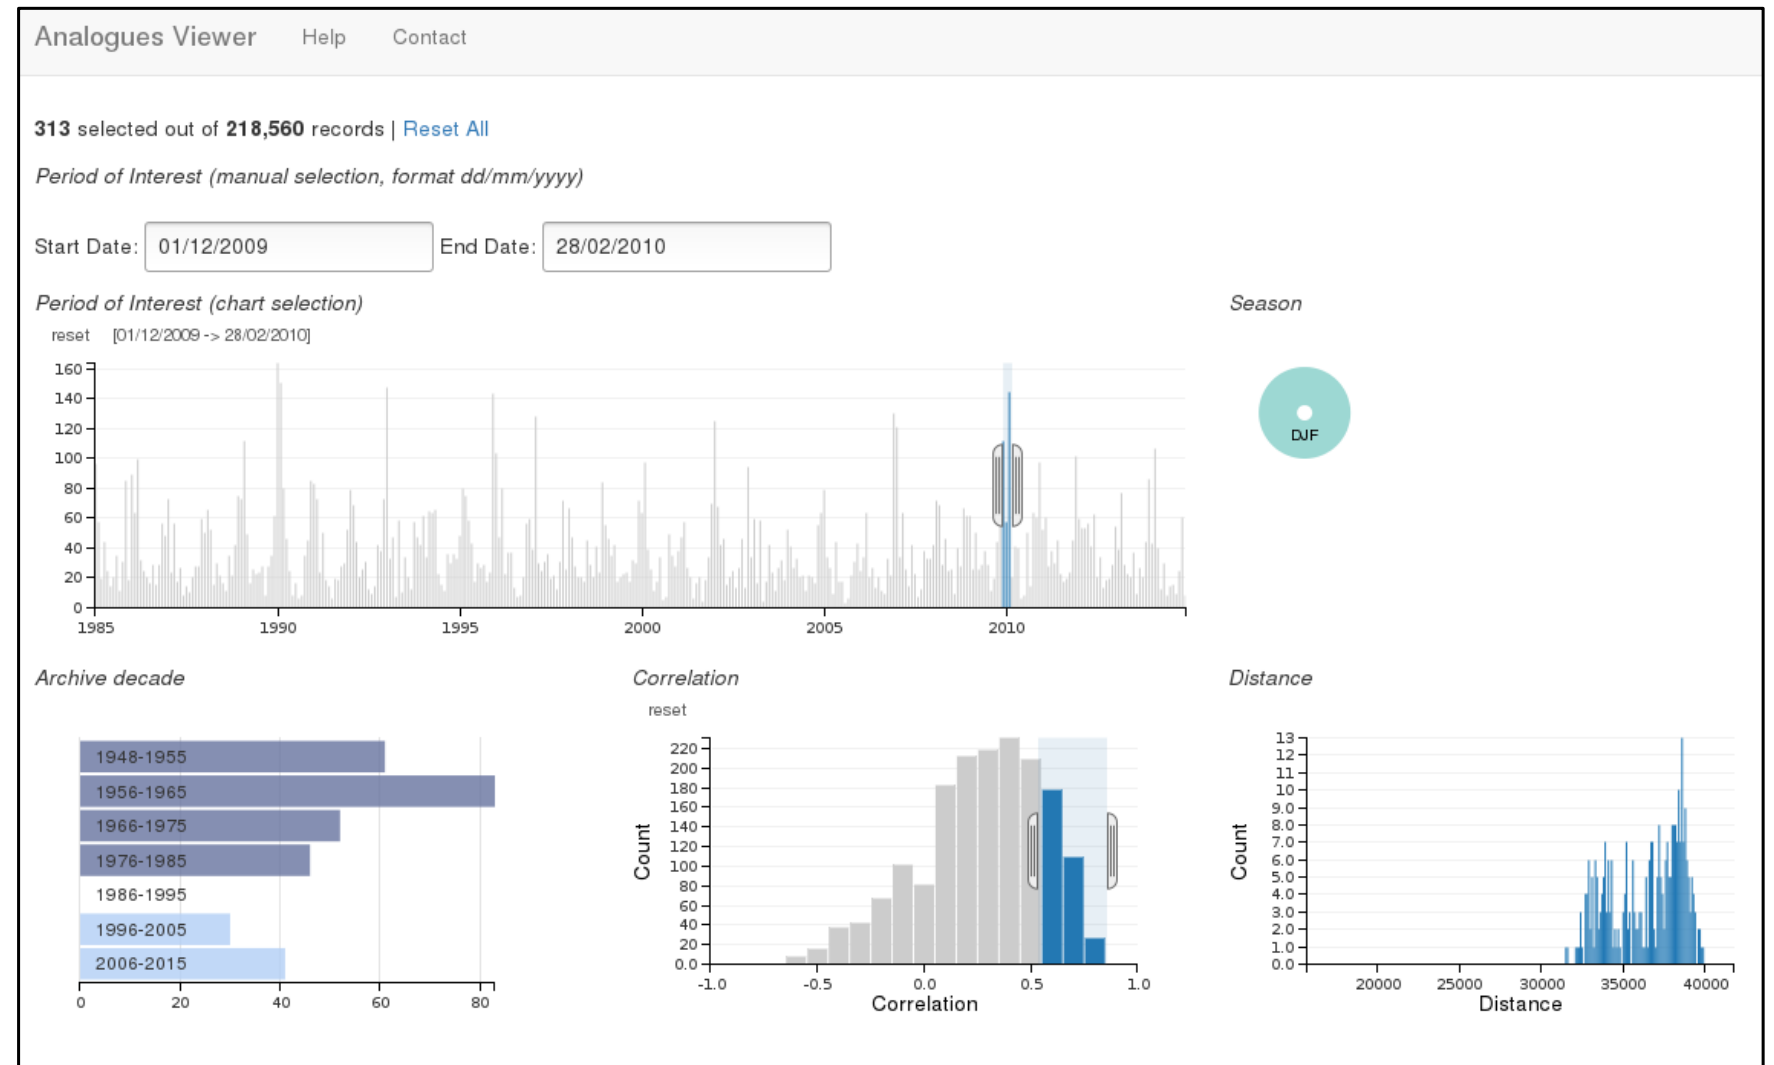 Analogues Viewer Help Contact
313 selected out of 218,560 records | Reset All
Period of Interest (manual selection, format dd/mm/yyyy)
Start Date: 01/12/2009 End Date: 28/02/2010
Period of Interest (chart selection)
reset [01/12/2009 -> 28/02/2010]
160
140
120
100
80
60
40
20
0
1985 1990 1995 2000 2005 2010
Season
DJF
Archive decade
1948-1955
1956-1965
1966-1975
1976-1985
1986-1995
1996-2005
2006-2015
0 20 40 60 80
Correlation
reset
Count
220
200
180
160
140
120
100
80
60
40
20
0.0
-1.0 -0.5 0.0 0.5 1.0
Correlation
Distance
Count
13
12
11
10
9.0
8.0
7.0
6.0
5.0
4.0
3.0
2.0
1.0
0.0
20000 25000 30000 35000 40000
Distance